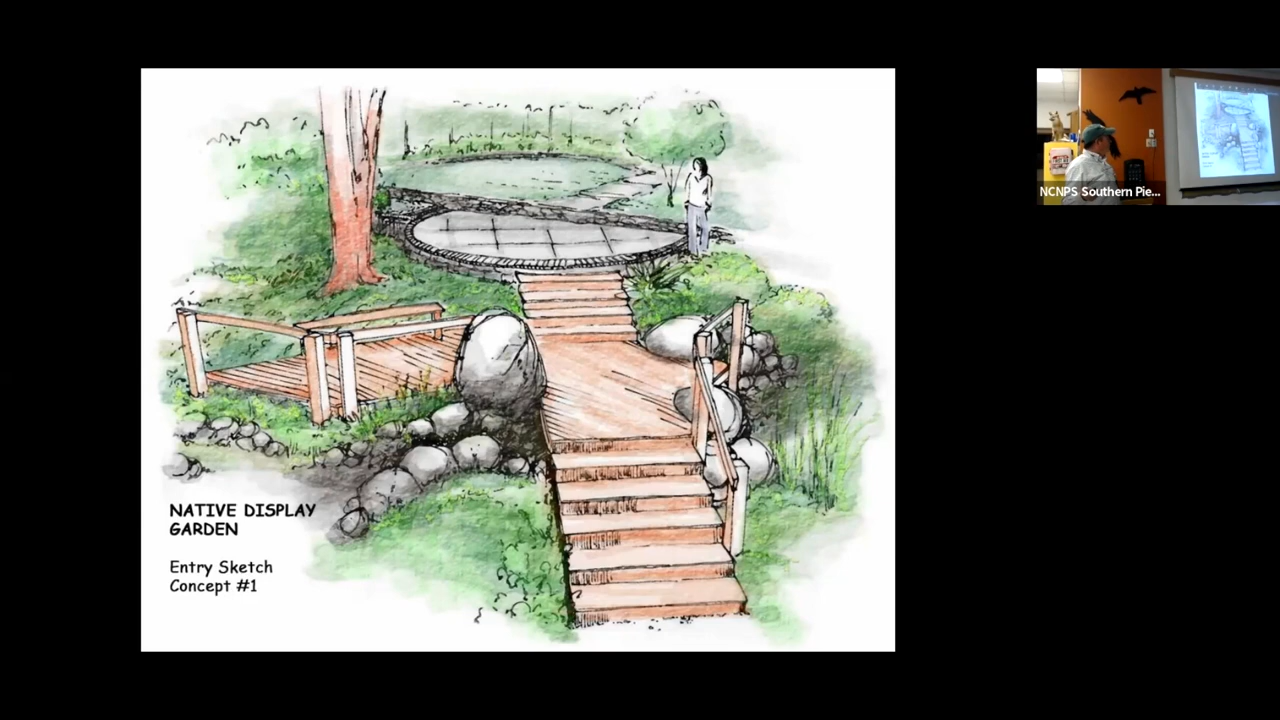 NATIVE DISPLAY
GARDEN
Entry Sketch
Concept #1
NCNPS Southern Pie...